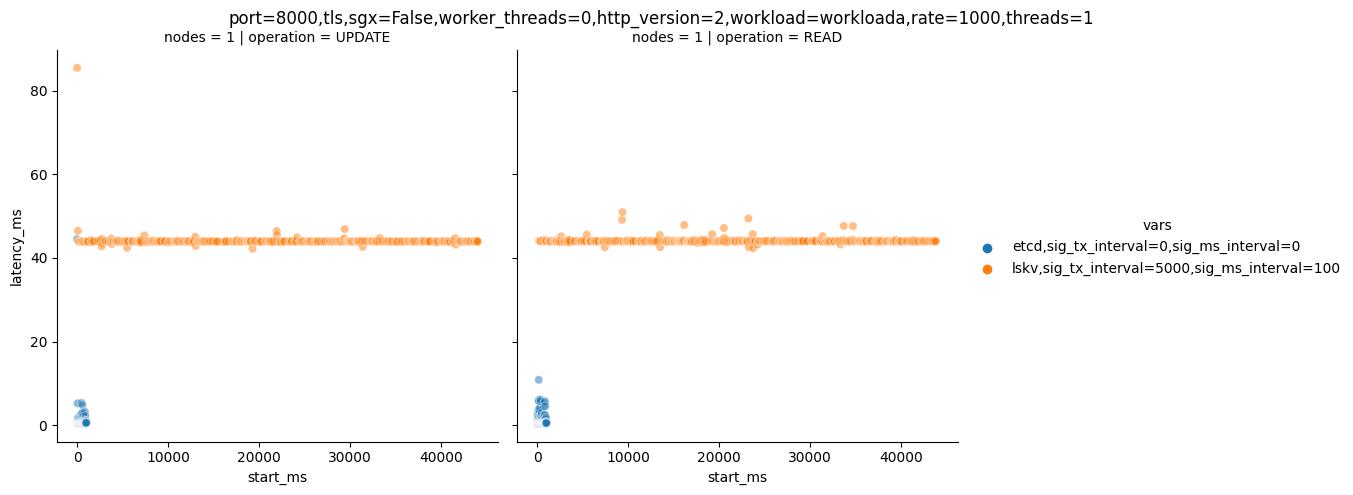 port=8000,tls,sgx=False,worker_threads=0,http_version=2,workload=workloada,rate=1000,threads=1
nodes = 1 | operation = UPDATE
nodes = 1 | operation = READ
latency_ms
80
60
40
20
0
0 10000 20000 30000 40000
start_ms
0 10000 20000 30000 40000
start_ms
vars
etcd,sig_tx_interval=0,sig_ms_interval=0
lskv,sig_tx_interval=5000,sig_ms_interval=100